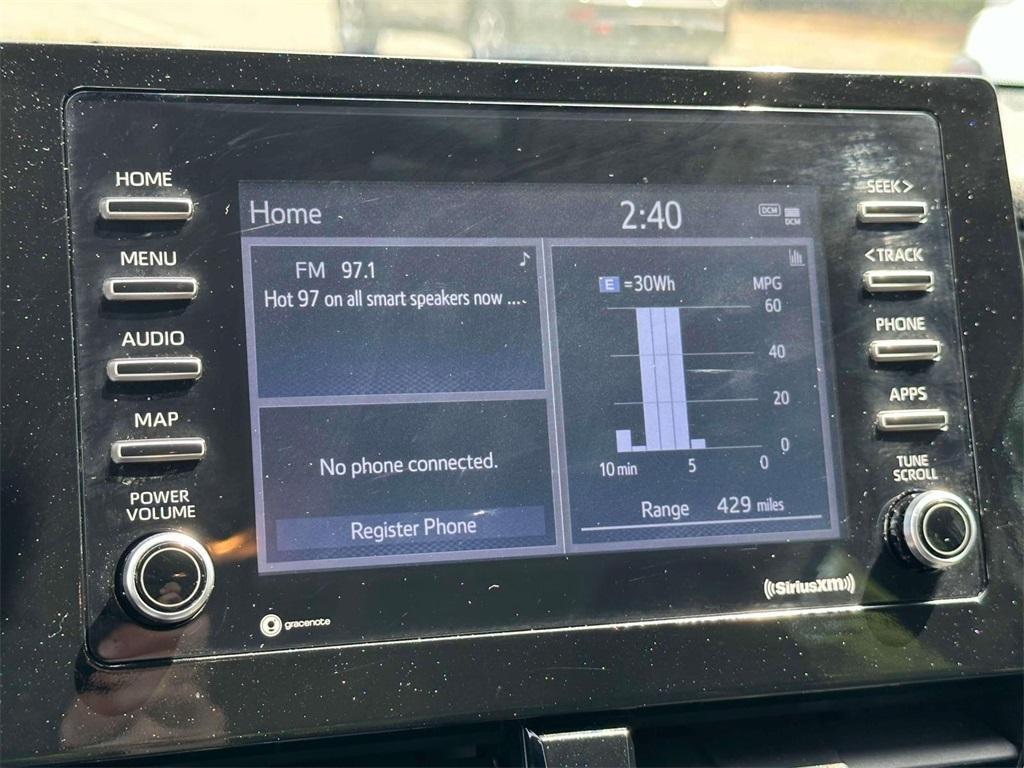 HOME
MENU
AUDIO
MAP
POWER
VOLUME
Home
2:40
DCM
DCM
FM 97.1
Hot 97 on all smart speakers now ....
No phone connected.
Register Phone
E =30Wh
MPG
60
40
20
0
10 min 5 0
Range 429 miles
SEEK >
< TRACK
PHONE
APPS
TUNE
SCROLL
gracenote
((SiriusXM))